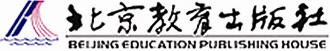 北京教育出版社
BEIJING EDUCATION PUBLISHING HOUSE